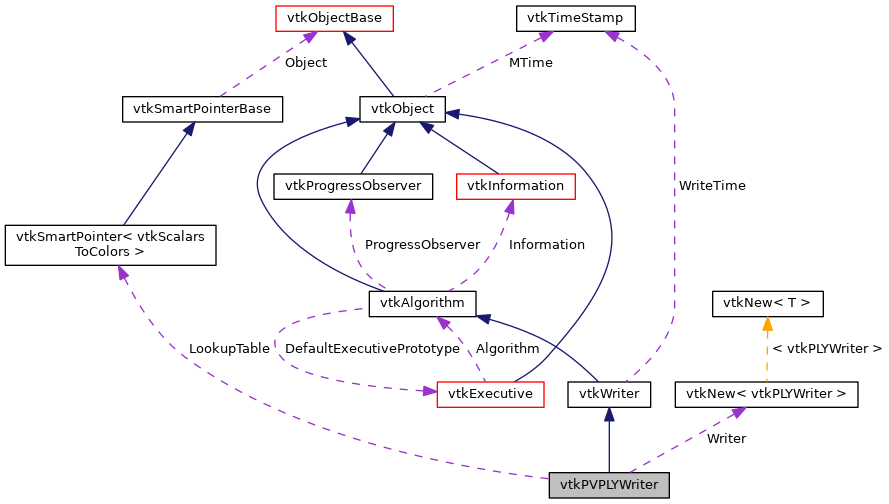 vtkObjectBase
vtkTimeStamp
Object
MTime
vtkSmartPointerBase
vtkObject
vtkProgressObserver
vtkInformation
WriteTime
vtkSmartPointer< vtkScalars
ToColors >
ProgressObserver
Information
vtkAlgorithm
vtkNew< T >
LookupTable
DefaultExecutivePrototype
Algorithm
< vtkPLYWriter >
vtkExecutive
vtkWriter
vtkNew< vtkPLYWriter >
Writer
vtkPVPLYWriter